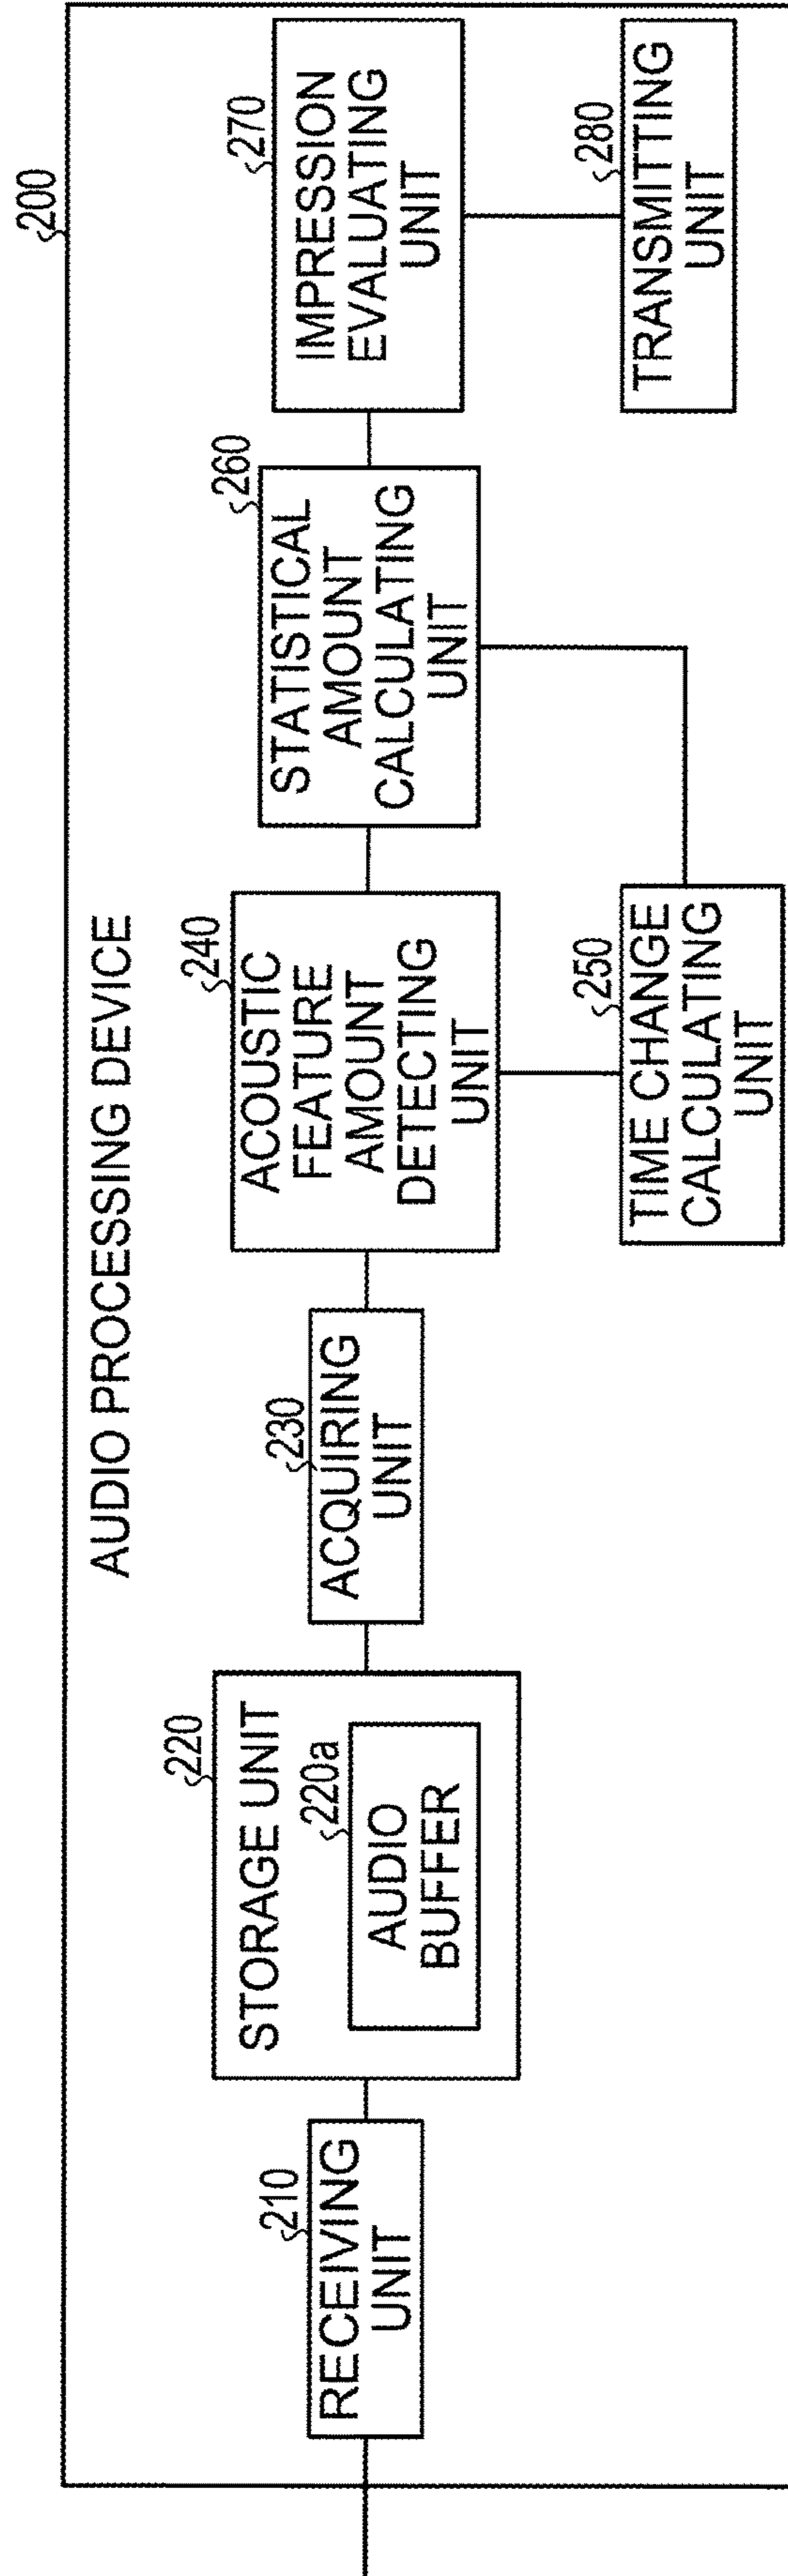 200
AUDIO PROCESSING DEVICE
210
RECEIVING
UNIT
220
STORAGE UNIT
220a
AUDIO
BUFFER
230
ACQUIRING
UNIT
240
ACOUSTIC
FEATURE
AMOUNT
DETECTING
UNIT
250
TIME CHANGE
CALCULATING
UNIT
260
STATISTICAL
AMOUNT
CALCULATING
UNIT
270
IMPRESSION
EVALUATING
UNIT
280
TRANSMITTING
UNIT